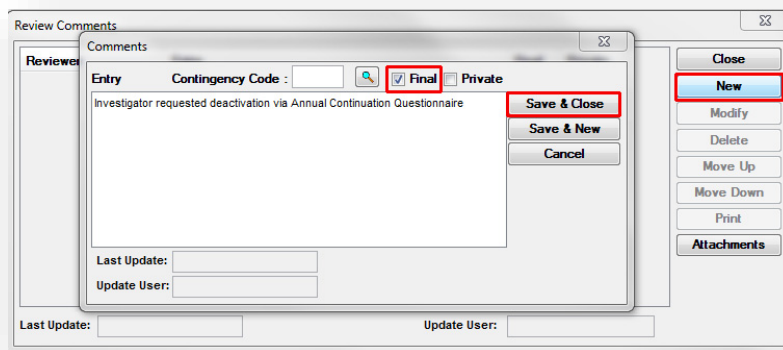 Review Comments
Comments
Reviewer
Close
Entry Contingency Code : Final Private
New
Investigator requested deactivation via Annual Continuation Questionnaire
Save & Close
Modify
Save & New
Delete
Cancel
Move Up
Move Down
Print
Attachments
Last Update:
Update User:
Last Update: Update User: